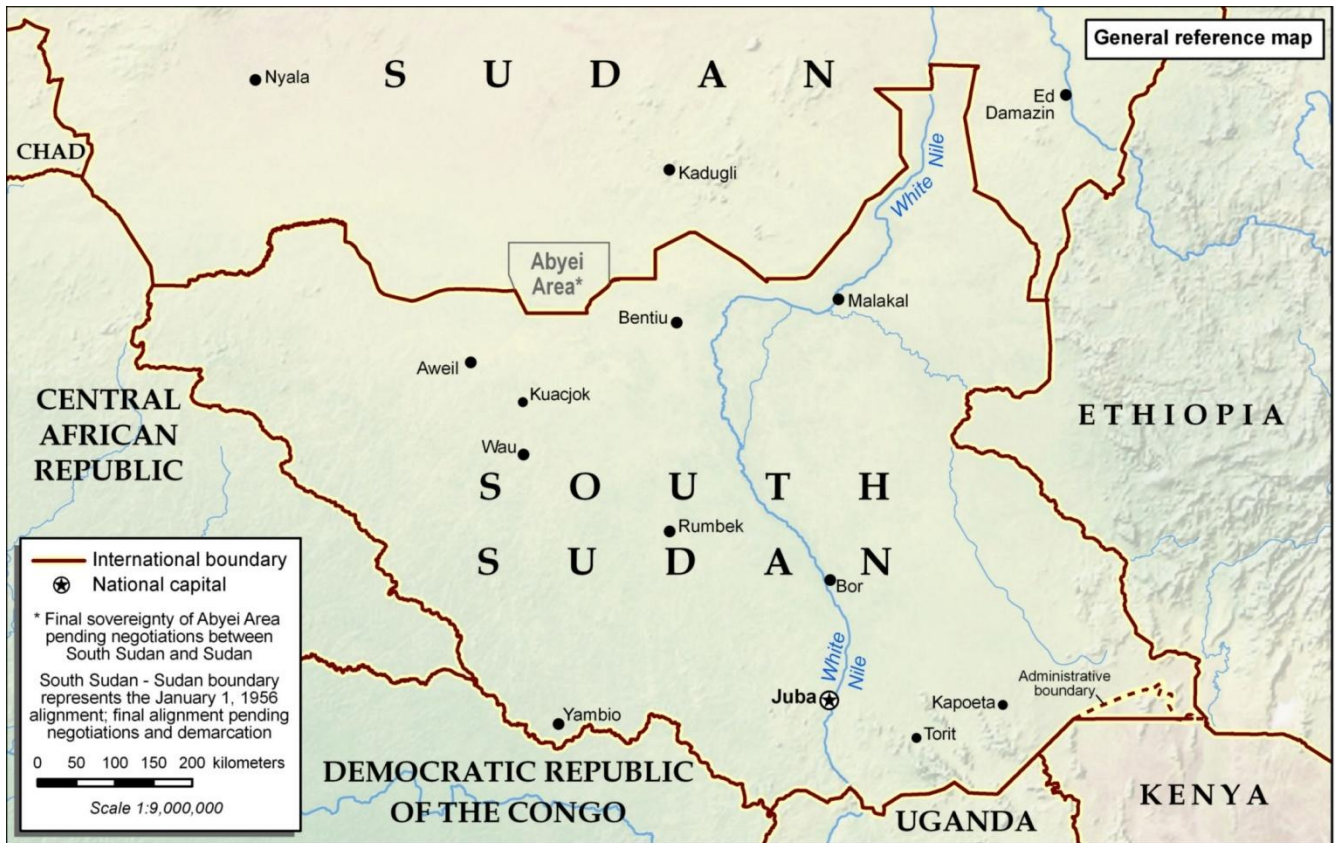 General reference map
S U D A N
Nyala
Ed
Damazin
CHAD
Kadugli
White Nile
Abyei
Area*
Malakal
Bentiu
Aweil
Kuacjok
CENTRAL
AFRICAN
REPUBLIC
ETHIOPIA
Wau
S O U T H
S U D A N
Rumbek
Bor
White
Nile
Juba
Kapoeta
Administrative
boundary
Torit
Yambio
DEMOCRATIC REPUBLIC
OF THE CONGO
UGANDA
KENYA
International boundary
National capital
* Final sovereignty of Abyei Area
pending negotiations between
South Sudan and Sudan
South Sudan - Sudan boundary
represents the January 1, 1956
alignment; final alignment pending
negotiations and demarcation
0 50 100 150 200 kilometers
Scale 1:9,000,000